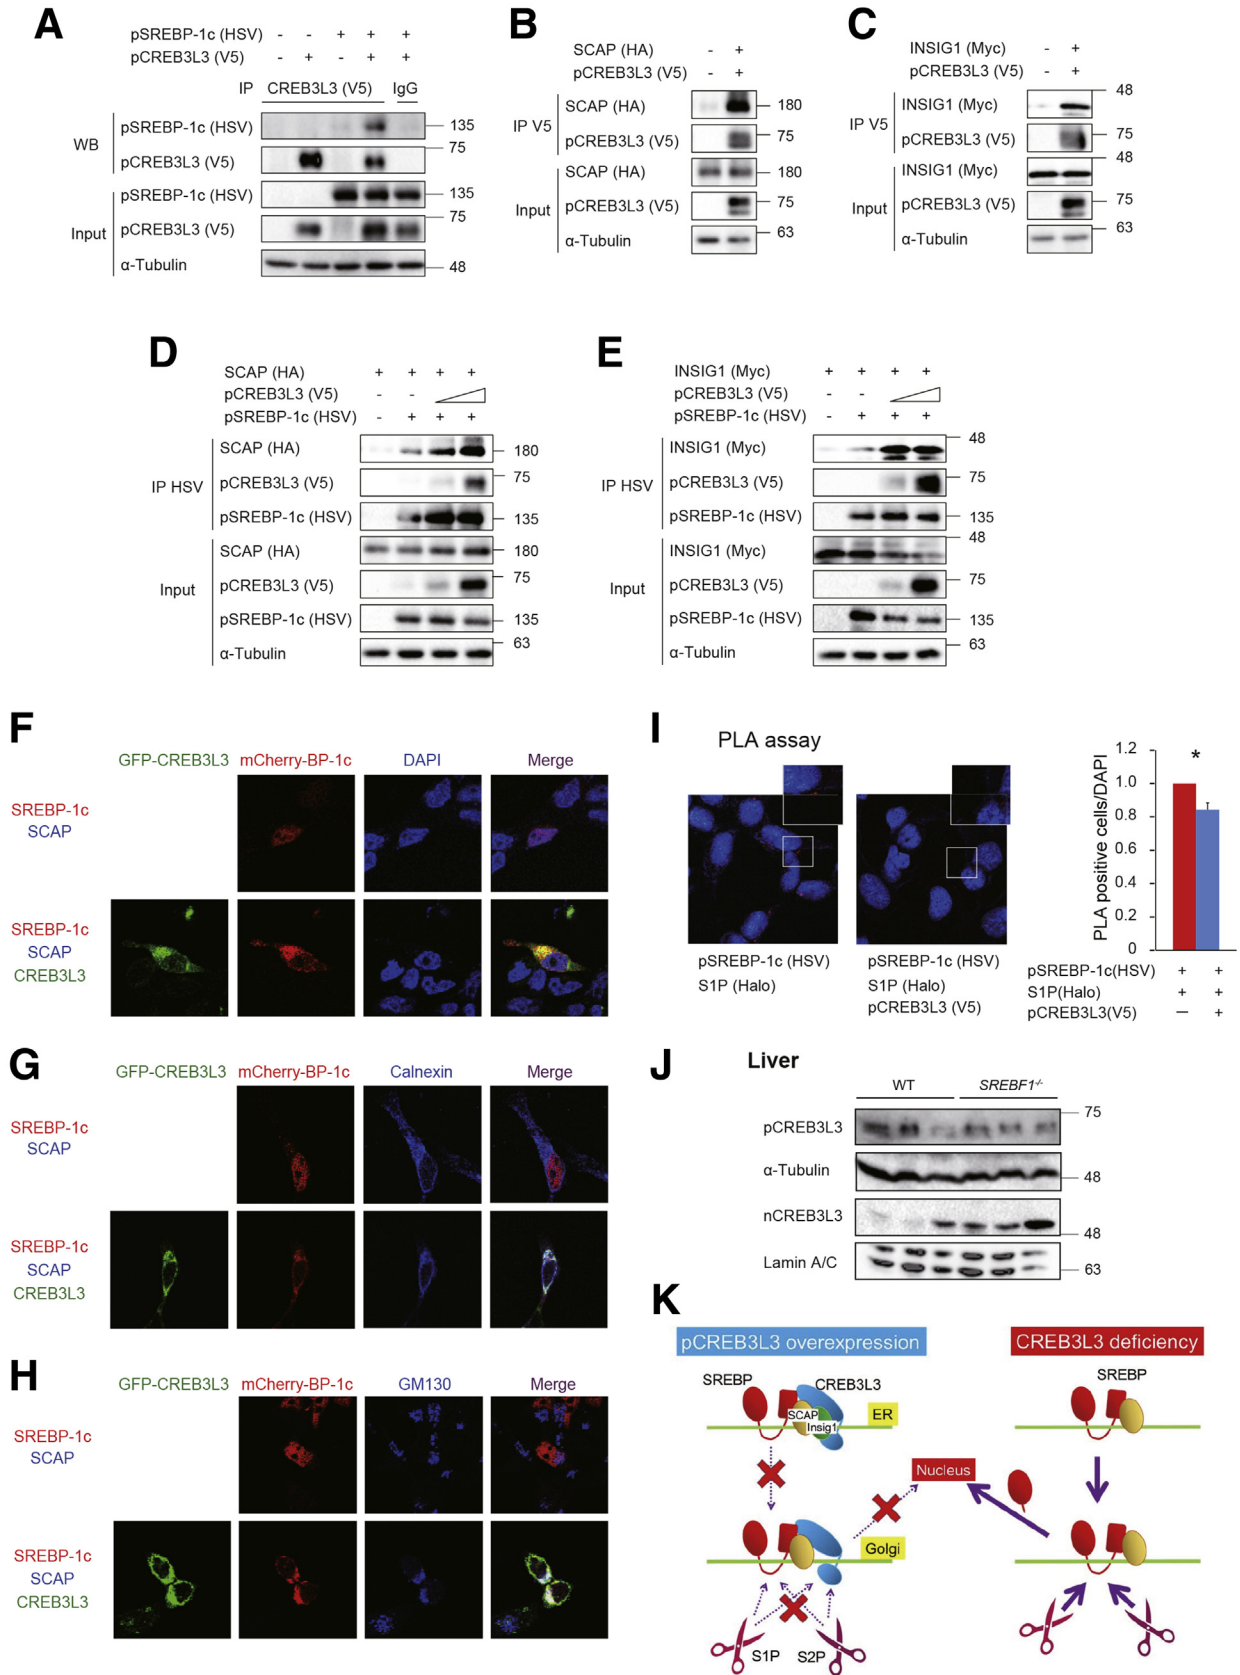 A
pSREBP-1c (HSV) - - + + +
pCREB3L3 (V5) - + - + +
IP CREB3L3 (V5) IgG
WB
pSREBP-1c (HSV) 135
75
pCREB3L3 (V5)
Input
pSREBP-1c (HSV) 135
75
pCREB3L3 (V5)
α-Tubulin 48
B
SCAP (HA) - +
pCREB3L3 (V5) - +
IP V5
SCAP (HA) 180
pCREB3L3 (V5) 75
Input
SCAP (HA) 180
pCREB3L3 (V5) 75
α-Tubulin 63
C
INSIG1 (Myc) - +
pCREB3L3 (V5) - +
48
IP V5
INSIG1 (Myc)
pCREB3L3 (V5) 75
48
Input
INSIG1 (Myc)
pCREB3L3 (V5) 75
63
α-Tubulin
D
SCAP (HA) + + + +
pCREB3L3 (V5) - -
pSREBP-1c (HSV) - + + +
IP HSV
SCAP (HA) 180
pCREB3L3 (V5) 75
pSREBP-1c (HSV) 135
Input
SCAP (HA) 180
pCREB3L3 (V5) 75
pSREBP-1c (HSV) 135
63
α-Tubulin
E
INSIG1 (Myc) + + + +
pCREB3L3 (V5) - -
pSREBP-1c (HSV) - + + +
48
IP HSV
INSIG1 (Myc)
pCREB3L3 (V5) 75
pSREBP-1c (HSV) 135
48
Input
INSIG1 (Myc)
pCREB3L3 (V5) 75
pSREBP-1c (HSV) 135
63
α-Tubulin
F
GFP-CREB3L3 mCherry-BP-1c DAPI Merge
SREBP-1c
SCAP
SREBP-1c
SCAP
CREB3L3
G
GFP-CREB3L3 mCherry-BP-1c Calnexin Merge
SREBP-1c
SCAP
SREBP-1c
SCAP
CREB3L3
H
GFP-CREB3L3 mCherry-BP-1c GM130 Merge
SREBP-1c
SCAP
SREBP-1c
SCAP
CREB3L3
I
PLA assay
pSREBP-1c (HSV)
S1P (Halo)
pSREBP-1c (HSV)
S1P (Halo)
pCREB3L3 (V5)
PLA positive cells/DAPI
1.2
1.0
0.8
0.6
0.4
0.2
0
*
pSREBP-1c(HSV) + +
S1P(Halo) + +
pCREB3L3(V5) — +
J
Liver
WT SREBF1-/-
75
pCREB3L3
α-Tubulin 48
nCREB3L3
48
Lamin A/C 63
K
pCREB3L3 overexpression
CREB3L3 deficiency
SREBP CREB3L3
SCAP
Insig1
ER
SREBP
Nucleus
Golgi
S1P S2P